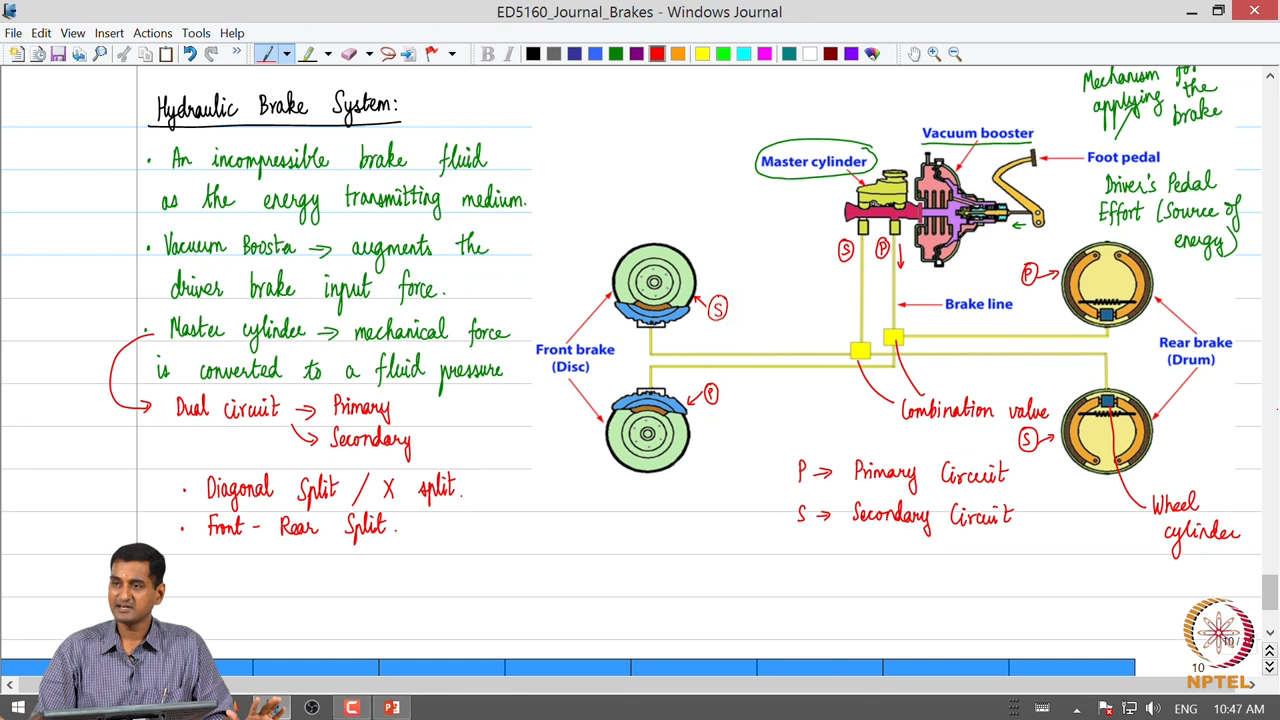 ED5160_Journal_Brakes - Windows Journal
File Edit View Insert Actions Tools Help
Hydraulic Brake System:
· An incompressible brake fluid
as the energy transmitting medium.
· Vacuum Booster → augments the
driver brake input force.
· Master cylinder → mechanical force
is converted to a fluid pressure
Dual circuit → Primary
→ Secondary
· Diagonal Split / X split.
· Front - Rear Split.
Mechanism for
applying the
brake
Vacuum booster
Master cylinder
Foot pedal
Driver's Pedal
Effort (Source of
energy)
S
P
P
S
Brake line
Front brake
(Disc)
Rear brake
(Drum)
P
S
Combination valve
P → Primary Circuit
S → Secondary Circuit
Wheel
cylinder
10 /
10
NPTEL
ENG 10:47 AM